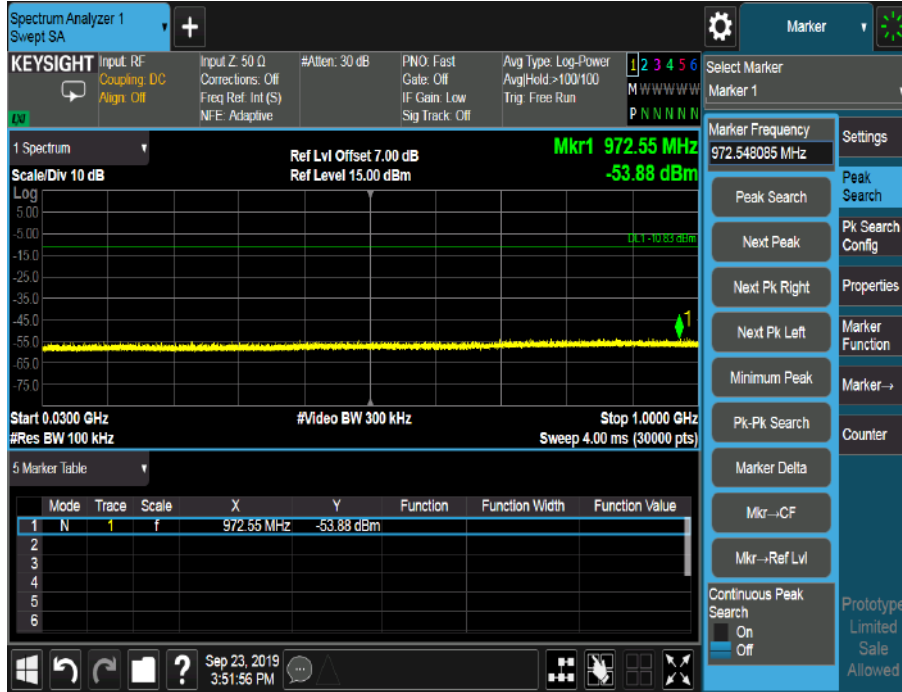 Spectrum Analyzer 1
Swept SA
Marker
KEYSIGHT
Input: RF
Coupling: DC
Align: Off
Input Z: 50 Ω
Corrections: Off
Freq Ref: Int (S)
NFE: Adaptive
#Atten: 30 dB
PNO: Fast
Gate: Off
IF Gain: Low
Sig Track: Off
Avg Type: Log-Power
Avg|Hold:>100/100
Trig: Free Run
1 2 3 4 5 6
M W W W W W
P N N N N N
LXI
Select Marker
Marker 1
1 Spectrum
Scale/Div 10 dB
Ref Lvl Offset 7.00 dB
Ref Level 15.00 dBm
Mkr1 972.55 MHz
-53.88 dBm
Log
5.00
-5.00
-15.0
-25.0
-35.0
-45.0
-55.0
-65.0
-75.0
DL1 -10.83 dBm
1
Start 0.0300 GHz
#Res BW 100 kHz
#Video BW 300 kHz
Stop 1.0000 GHz
Sweep 4.00 ms (30000 pts)
5 Marker Table
Mode Trace Scale X Y Function Function Width Function Value
1 N 1 f 972.55 MHz -53.88 dBm
2
3
4
5
6
Marker Frequency
972.548085 MHz
Peak Search
Next Peak
Next Pk Right
Next Pk Left
Minimum Peak
Pk-Pk Search
Marker Delta
Mkr→CF
Mkr→Ref Lvl
Continuous Peak
Search
On
Off
Settings
Peak
Search
Pk Search
Config
Properties
Marker
Function
Marker→
Counter
Prototype
Limited
Sale
Allowed
?
Sep 23, 2019
3:51:56 PM